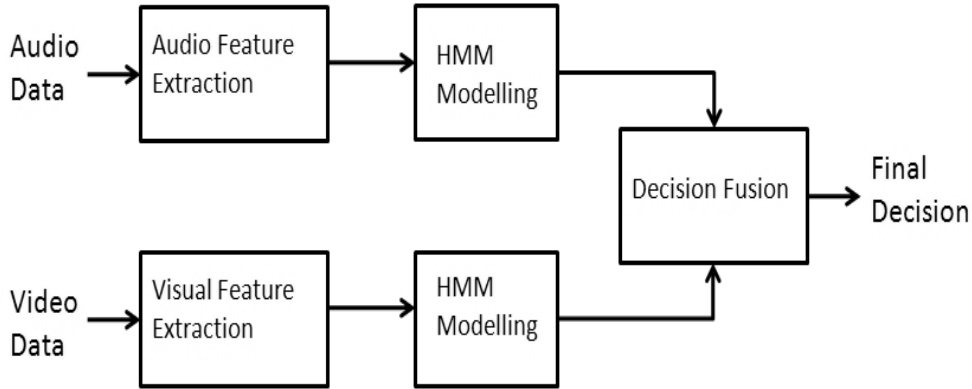 Audio
Data
Audio Feature
Extraction
HMM
Modelling
Decision Fusion
Final
Decision
Video
Data
Visual Feature
Extraction
HMM
Modelling